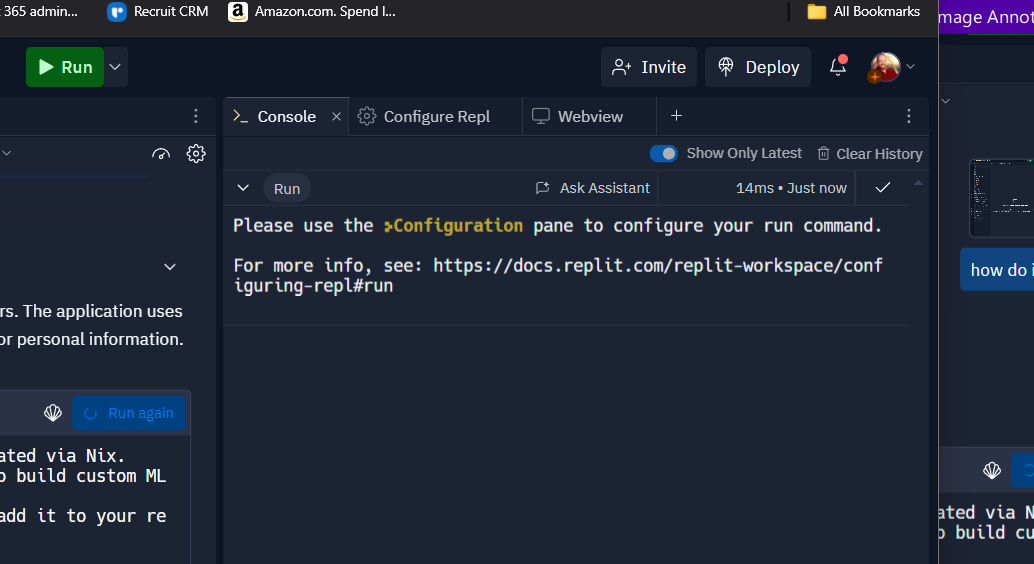 365 admin...
Recruit CRM
Amazon.com. Spend l...
All Bookmarks
mage Annot
Run
Invite
Deploy
Console
Configure Repl
Webview
Show Only Latest
Clear History
Run
Ask Assistant
14ms • Just now
Please use the Configuration pane to configure your run command.
For more info, see: https://docs.replit.com/replit-workspace/conf
iguring-repl#run
how do i
rs. The application uses
or personal information.
Run again
ated via Nix.
o build custom ML
add it to your re
ated via N
o build cu